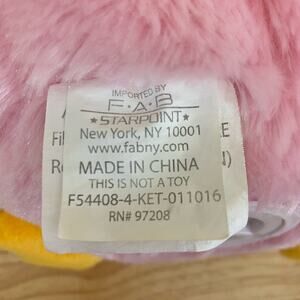 IMPORTED BY
F·A·B
★STARPOINT★
New York, NY 10001
www.fabny.com
MADE IN CHINA
THIS IS NOT A TOY
F54408-4-KET-011016
RN# 97208